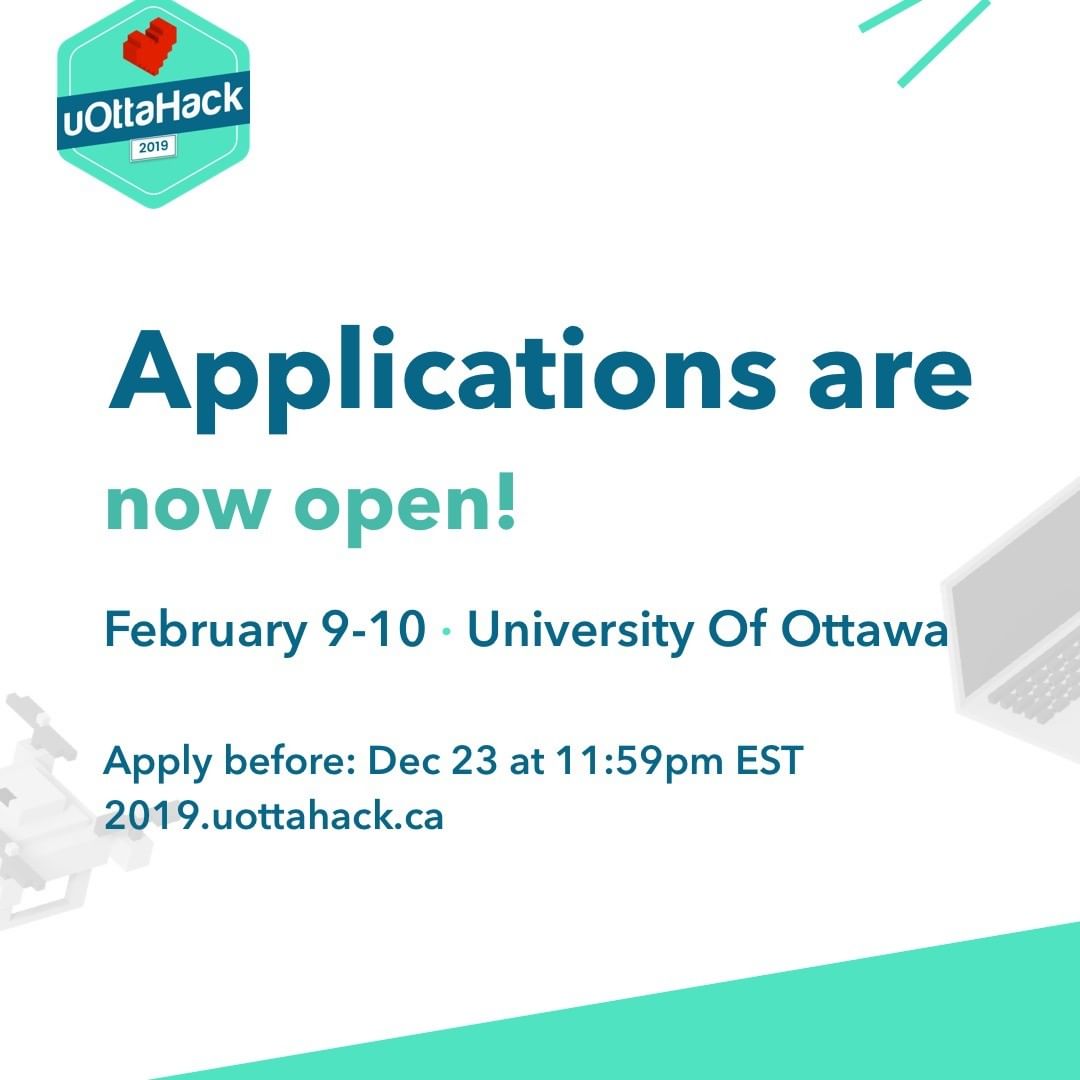 uOttaHack
2019
Applications are
now open!
February 9-10 · University Of Ottawa
Apply before: Dec 23 at 11:59pm EST
2019.uottahack.ca